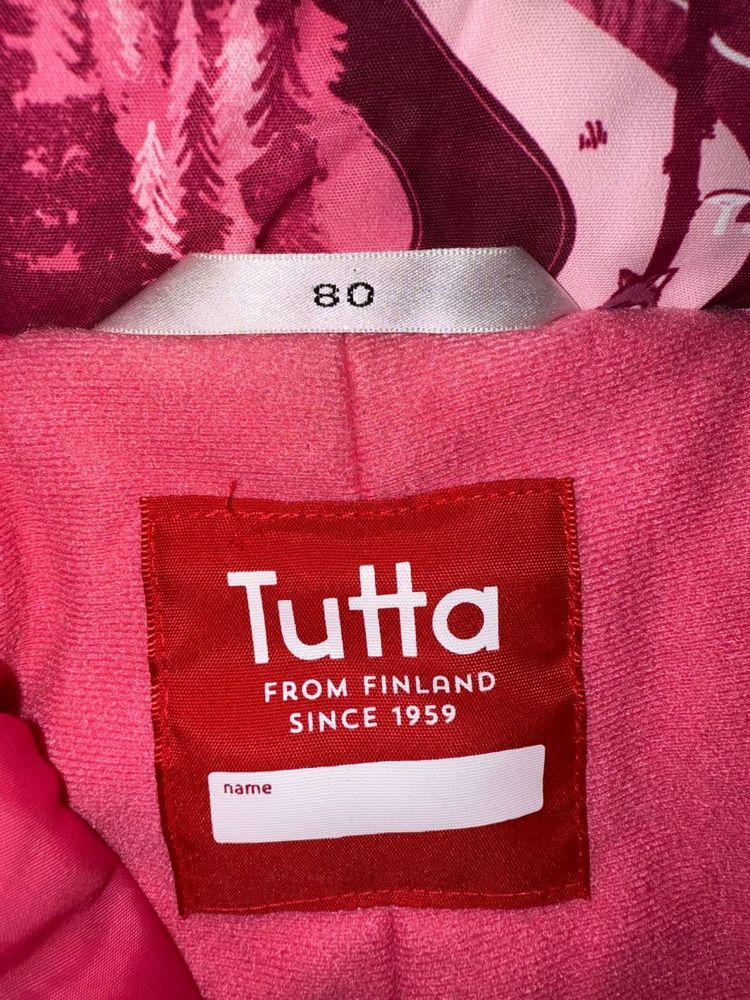 80
Tutta
FROM FINLAND
SINCE 1959
name